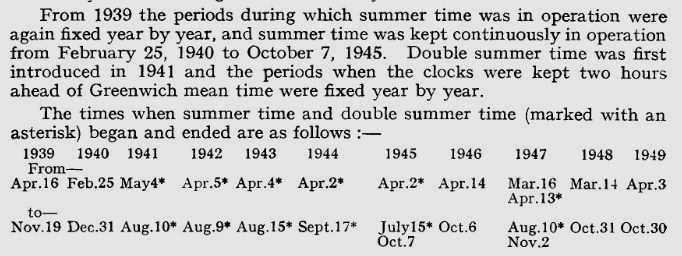 From 1939 the periods during which summer time was in operation were
again fixed year by year, and summer time was kept continuously in operation
from February 25, 1940 to October 7, 1945. Double summer time was first
introduced in 1941 and the periods when the clocks were kept two hours
ahead of Greenwich mean time were fixed year by year.
The times when summer time and double summer time (marked with an
asterisk) began and ended are as follows :—
1939 1940 1941 1942 1943 1944 1945 1946 1947 1948 1949
From—
Apr.16 Feb.25 May4* Apr.5* Apr.4* Apr.2* Apr.2* Apr.14 Mar.16 Mar.14 Apr.3
Apr.13*
to—
Nov.19 Dec.31 Aug.10* Aug.9* Aug.15* Sept.17* July15* Oct.6 Aug.10* Oct.31 Oct.30
Oct.7 Nov.2